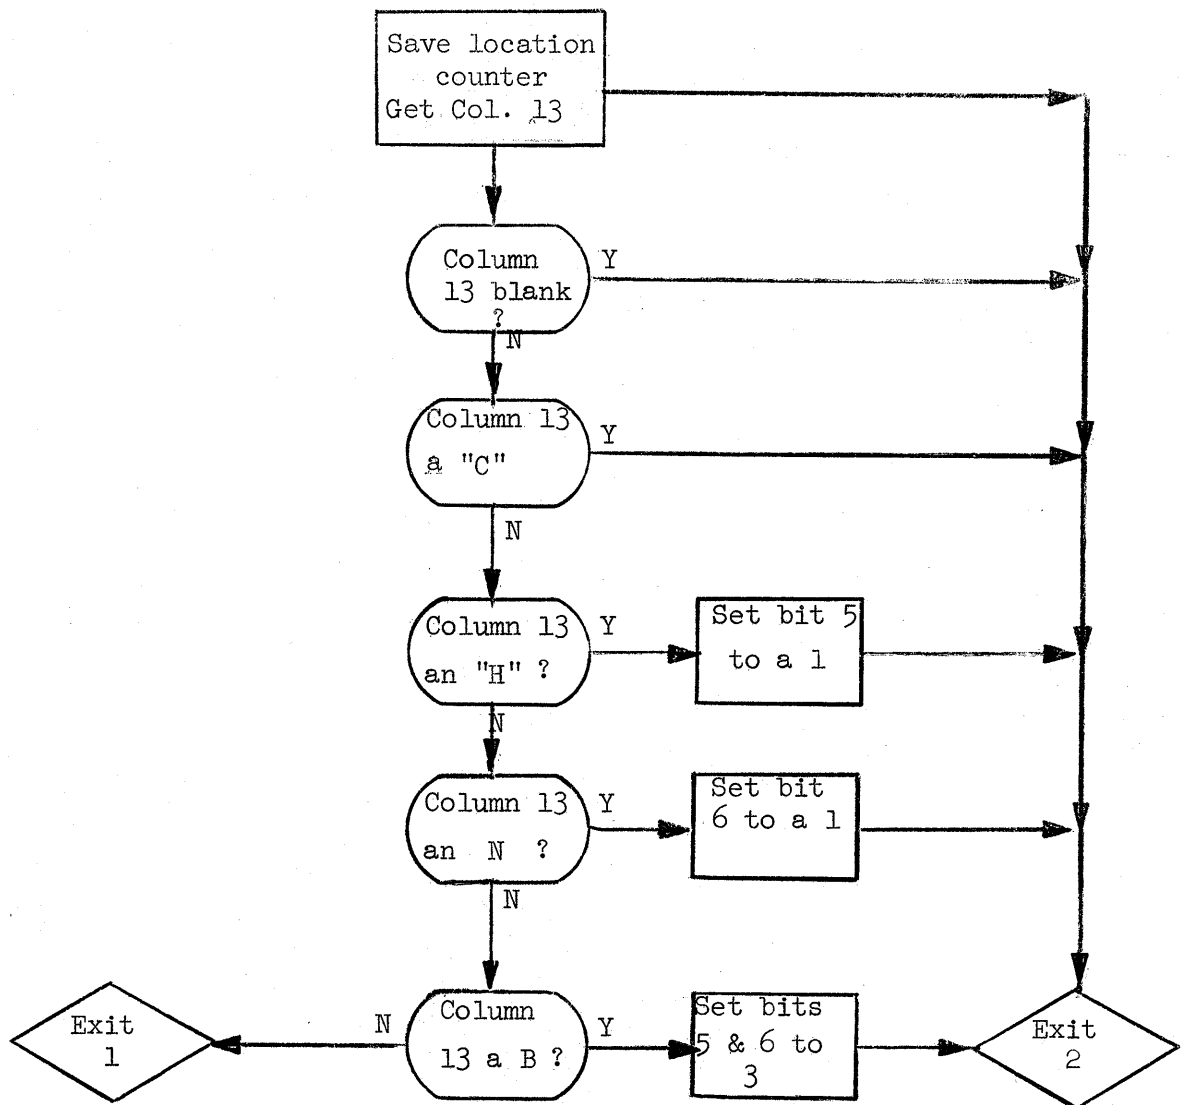 Save location
counter
Get Col. 13
Column
13 blank
?
Y
N
Column 13
a "C"
Y
N
Column 13
an "H" ?
Y
Set bit 5
to a 1
N
Column 13
an N ?
Y
Set bit
6 to a 1
N
Column
13 a B ?
N
Exit
1
Y
Set bits
5 & 6 to
3
Exit
2